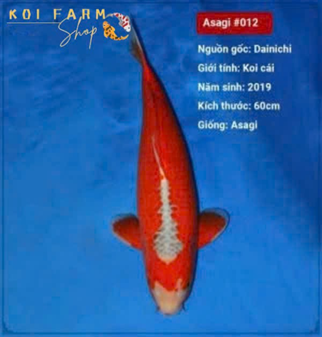 KOI FARM
Shop
Asagi #012
Nguồn gốc: Dainichi
Giới tính: Koi cái
Năm sinh: 2019
Kích thước: 60cm
Giống: Asagi